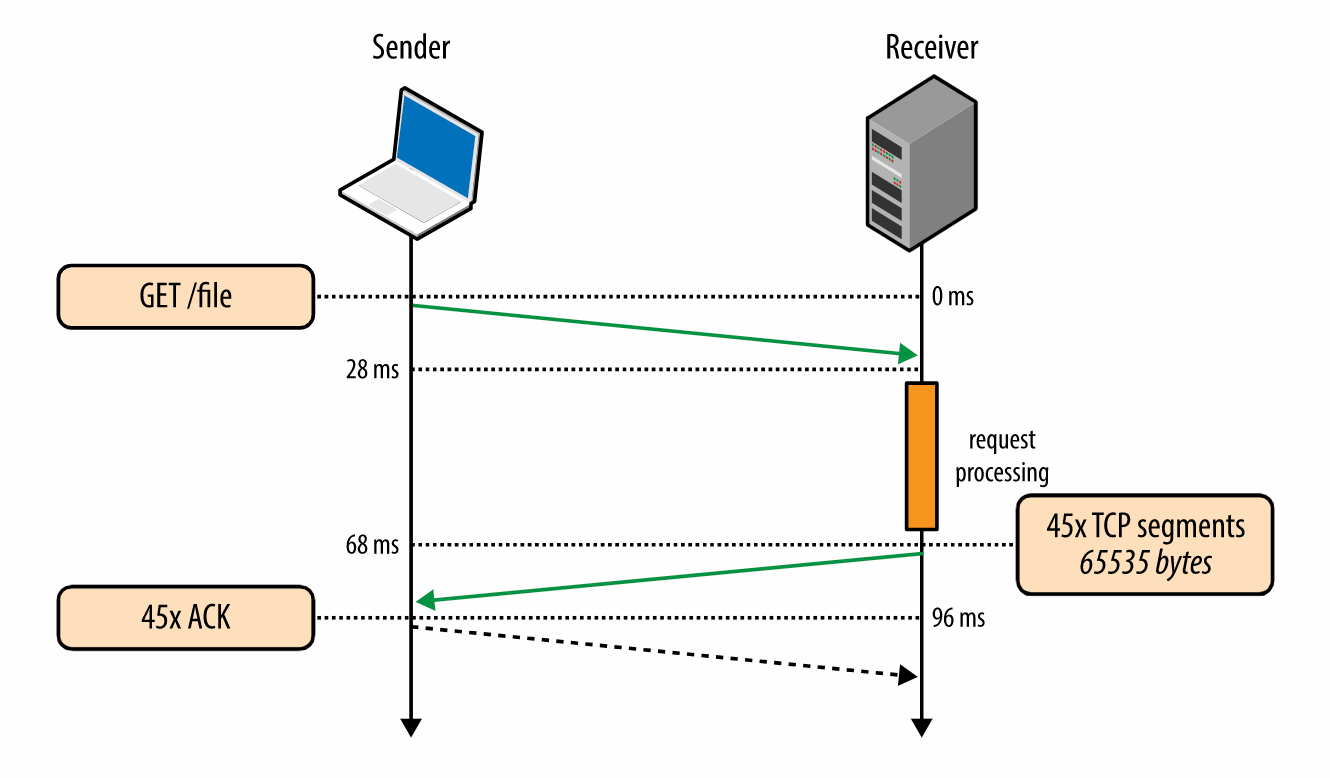 Sender
Receiver
GET /file
0 ms
28 ms
request
processing
45x TCP segments
65535 bytes
68 ms
45x ACK
96 ms